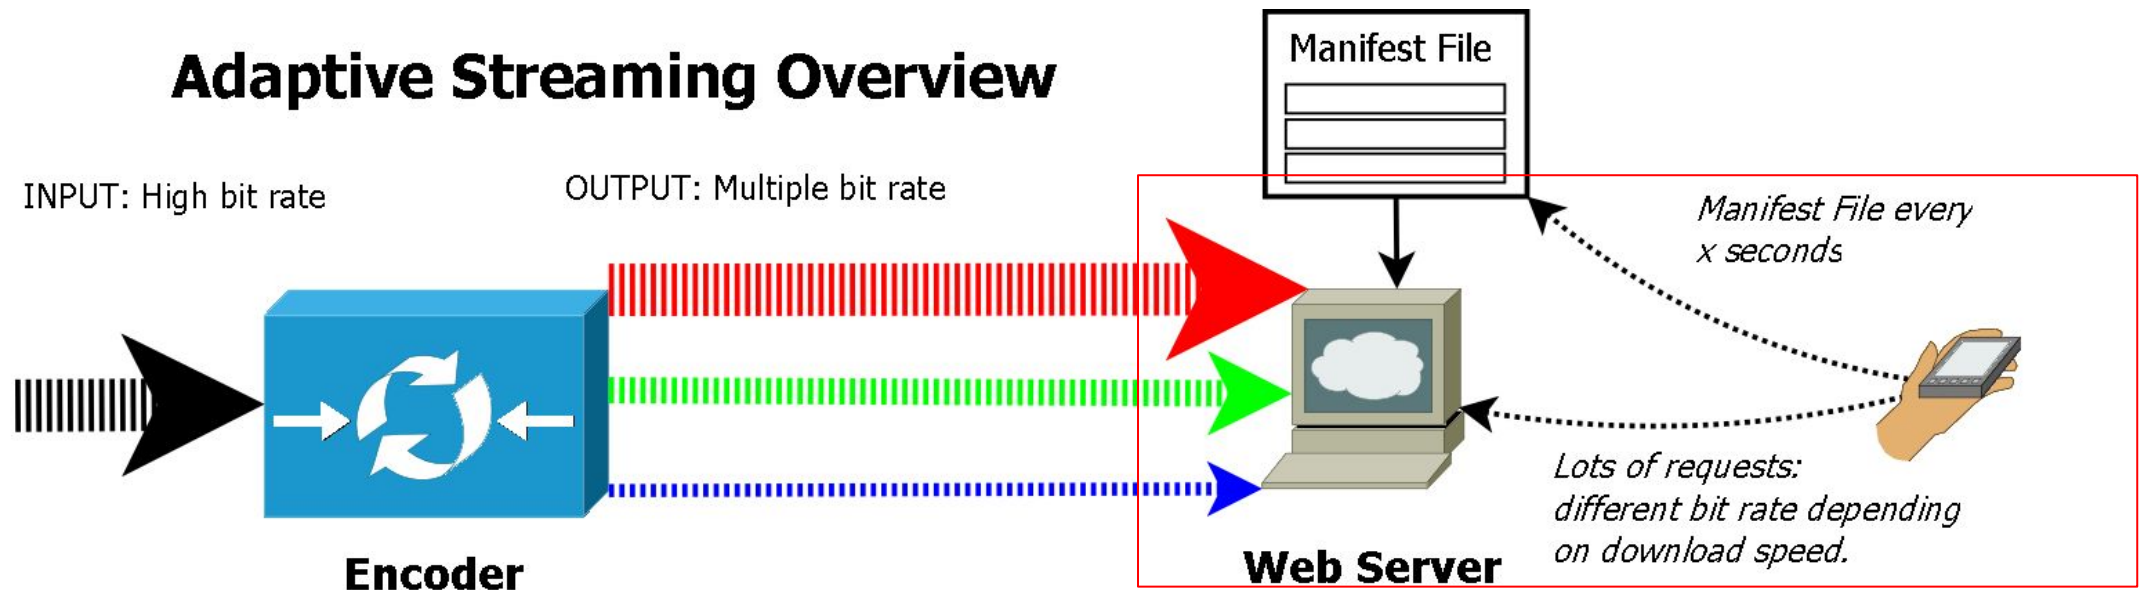 Adaptive Streaming Overview
Manifest File
INPUT: High bit rate
OUTPUT: Multiple bit rate
Manifest File every
x seconds
Lots of requests:
different bit rate depending
on download speed.
Encoder
Web Server